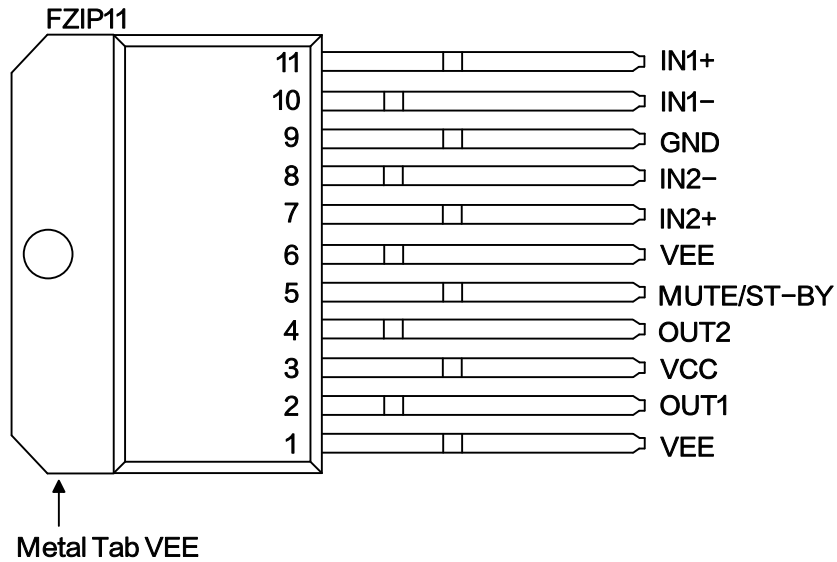 FZIP11
11 IN1+
10 IN1−
9 GND
8 IN2−
7 IN2+
6 VEE
5 MUTE/ST−BY
4 OUT2
3 VCC
2 OUT1
1 VEE
Metal Tab VEE